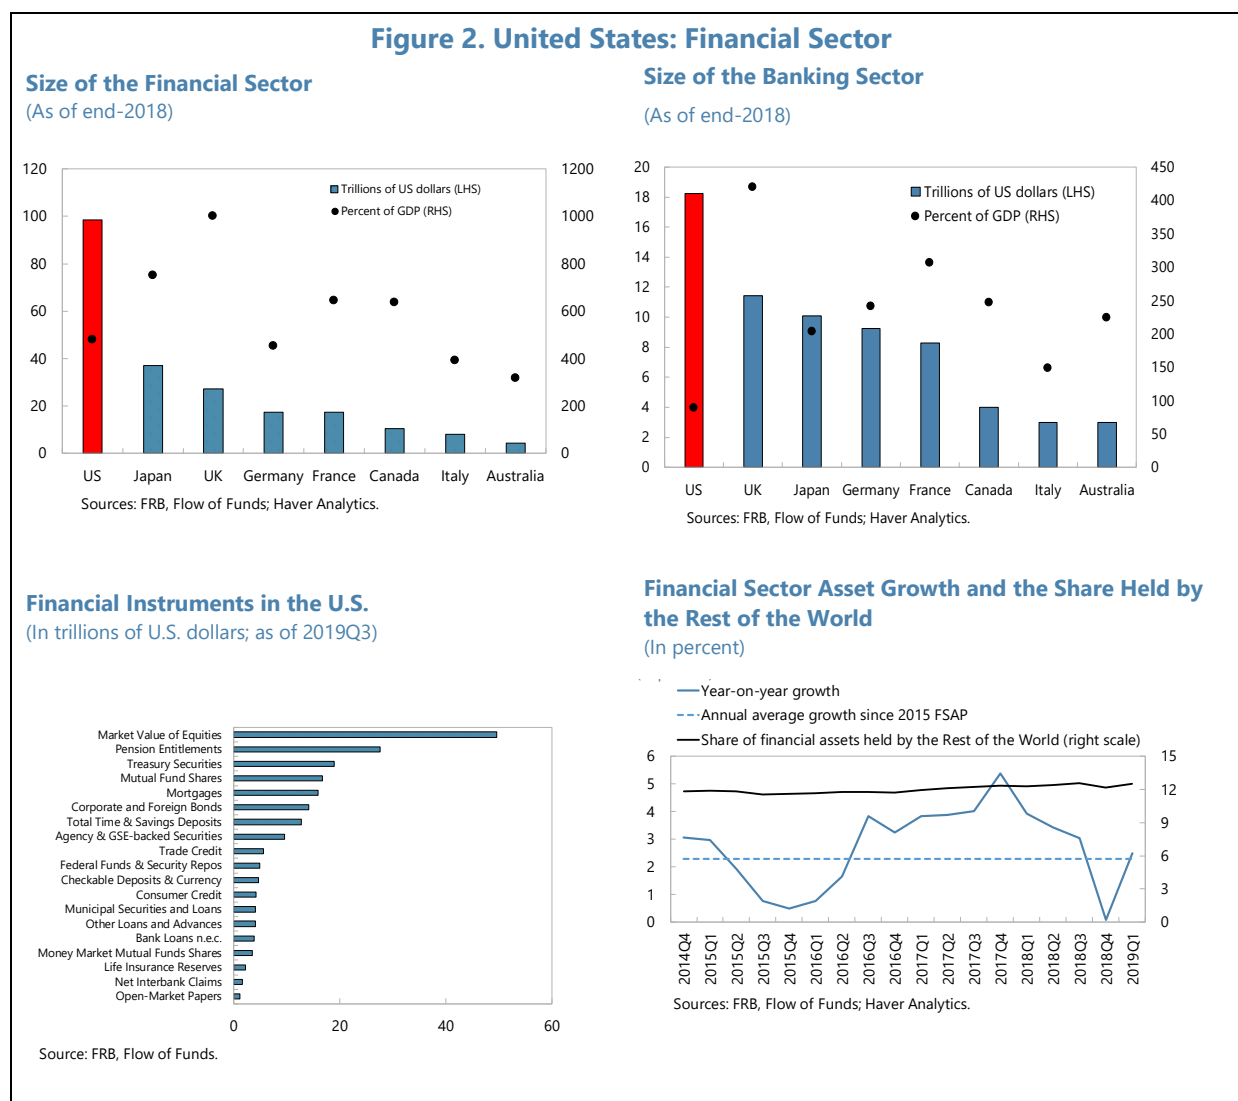 Figure 2. United States: Financial Sector
Size of the Financial Sector
(As of end-2018)
120
100
80
60
40
20
0
1200
1000
800
600
400
200
0
Trillions of US dollars (LHS)
Percent of GDP (RHS)
US Japan UK Germany France Canada Italy Australia
Sources: FRB, Flow of Funds; Haver Analytics.
Size of the Banking Sector
(As of end-2018)
20
18
16
14
12
10
8
6
4
2
0
450
400
350
300
250
200
150
100
50
0
Trillions of US dollars (LHS)
Percent of GDP (RHS)
US UK Japan Germany France Canada Italy Australia
Sources: FRB, Flow of Funds; Haver Analytics.
Financial Instruments in the U.S.
(In trillions of U.S. dollars; as of 2019Q3)
Market Value of Equities
Pension Entitlements
Treasury Securities
Mutual Fund Shares
Mortgages
Corporate and Foreign Bonds
Total Time & Savings Deposits
Agency & GSE-backed Securities
Trade Credit
Federal Funds & Security Repos
Checkable Deposits & Currency
Consumer Credit
Municipal Securities and Loans
Other Loans and Advances
Bank Loans n.e.c.
Money Market Mutual Funds Shares
Life Insurance Reserves
Net Interbank Claims
Open-Market Papers
0 20 40 60
Source: FRB, Flow of Funds.
Financial Sector Asset Growth and the Share Held by
the Rest of the World
(In percent)
Year-on-year growth
Annual average growth since 2015 FSAP
Share of financial assets held by the Rest of the World (right scale)
6
5
4
3
2
1
0
15
12
9
6
3
0
2014Q4
2015Q1
2015Q2
2015Q3
2015Q4
2016Q1
2016Q2
2016Q3
2016Q4
2017Q1
2017Q2
2017Q3
2017Q4
2018Q1
2018Q2
2018Q3
2018Q4
2019Q1
Sources: FRB, Flow of Funds; Haver Analytics.